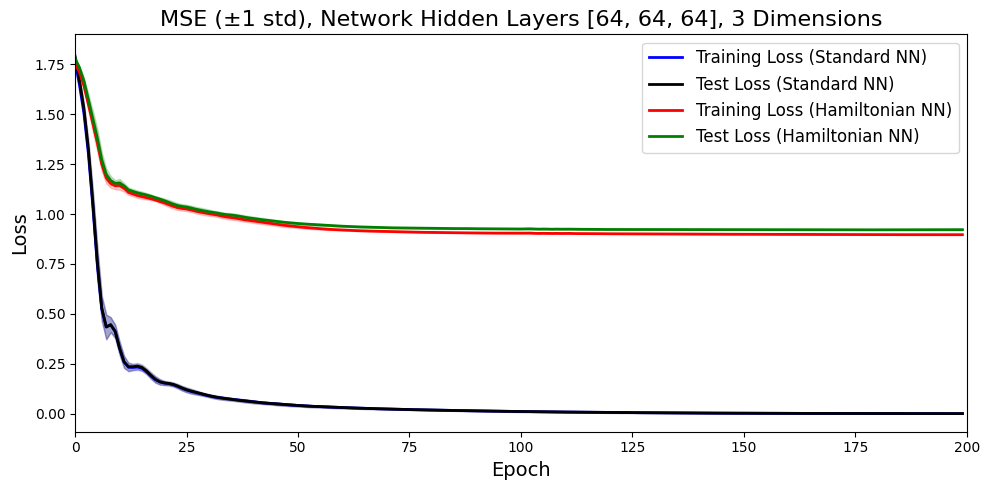 MSE (±1 std), Network Hidden Layers [64, 64, 64], 3 Dimensions
Training Loss (Standard NN)
Test Loss (Standard NN)
Training Loss (Hamiltonian NN)
Test Loss (Hamiltonian NN)
Loss
1.75
1.50
1.25
1.00
0.75
0.50
0.25
0.00
0 25 50 75 100 125 150 175 200
Epoch